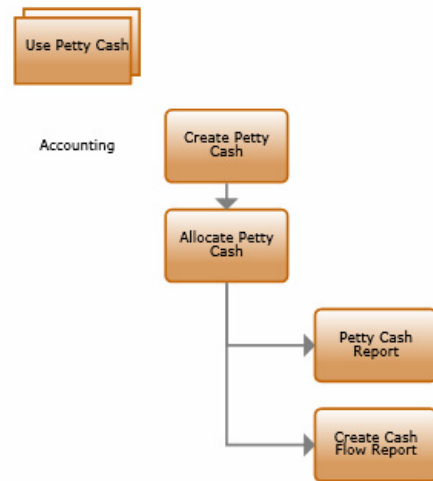 Use Petty Cash
Create Petty
Cash
Accounting
Allocate Petty
Cash
Petty Cash
Report
Create Cash
Flow Report